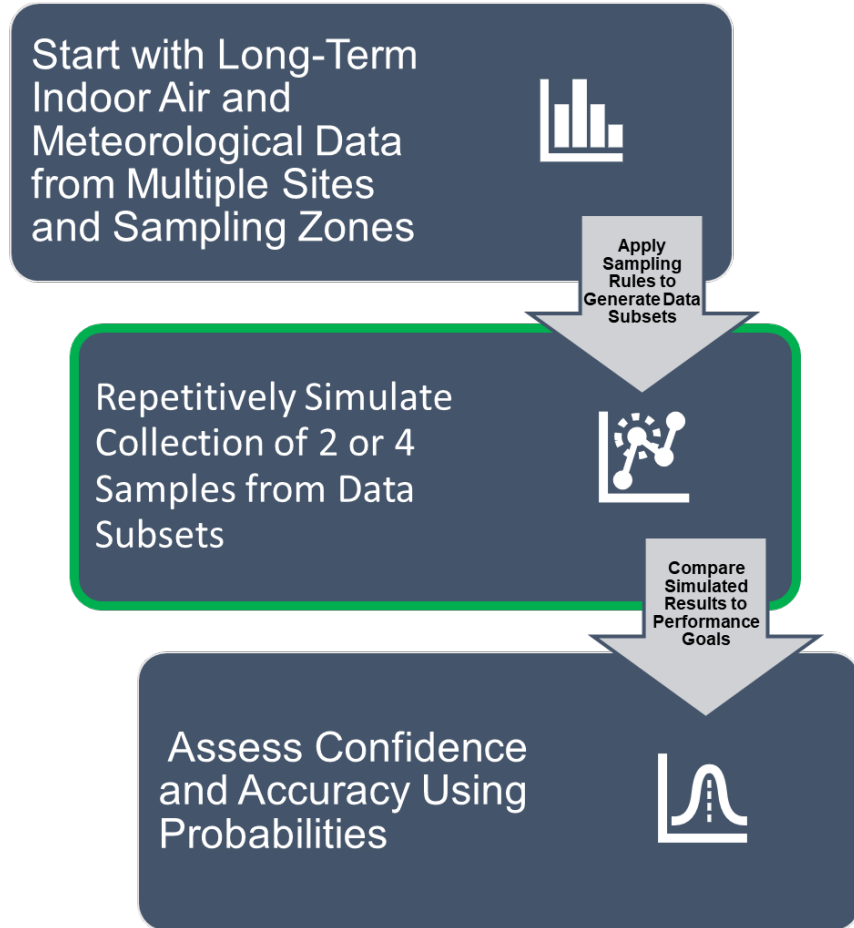 Start with Long-Term
Indoor Air and
Meteorological Data
from Multiple Sites
and Sampling Zones
Apply
Sampling
Rules to
Generate Data
Subsets
Repetitively Simulate
Collection of 2 or 4
Samples from Data
Subsets
Compare
Simulated
Results to
Performance
Goals
Assess Confidence
and Accuracy Using
Probabilities